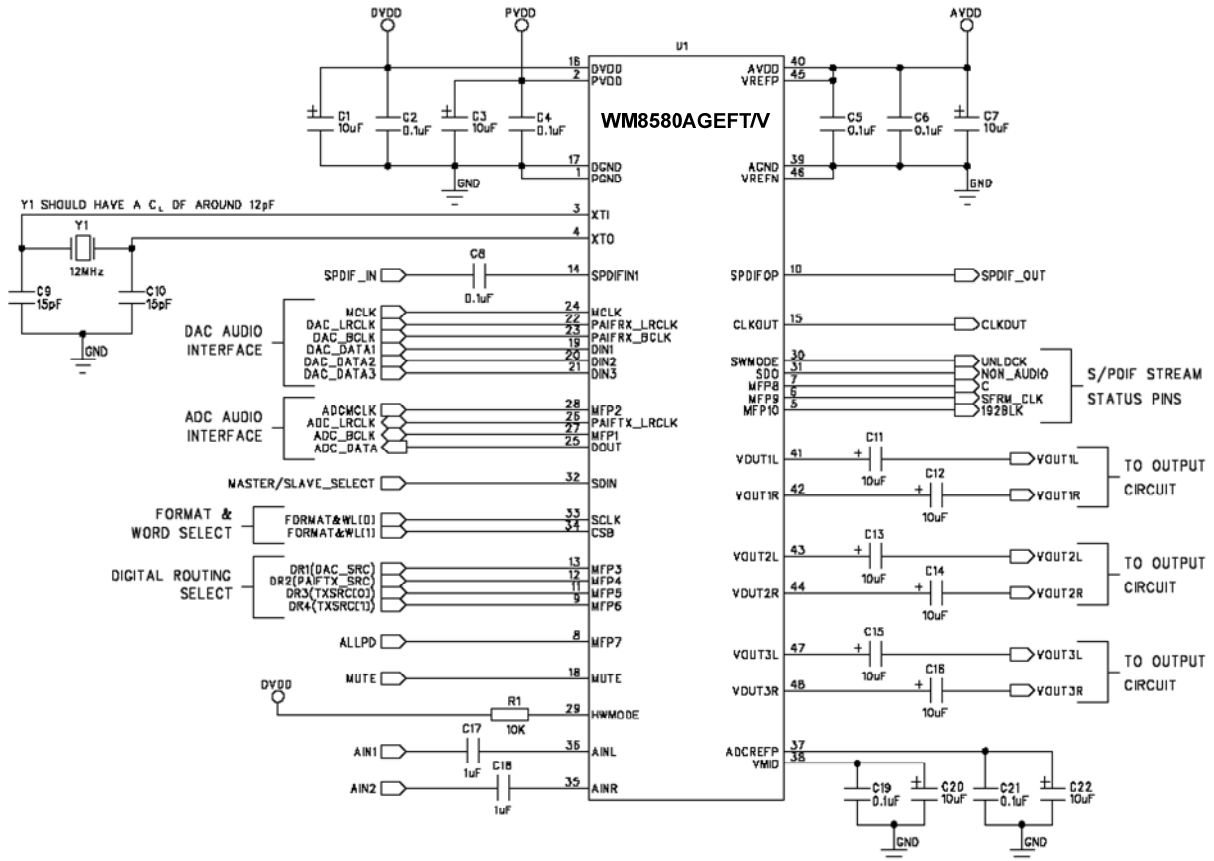 DVDD
PVDD
AVDD
U1
WM8580AGEFT/V
16 DVDD
2 PVDD
C1 10uF
C2 0.1uF
C3 10uF
C4 0.1uF
17 DGND
1 PGND
GND
AVDD 40
VREFP 45
C5 0.1uF
C6 0.1uF
C7 10uF
AGND 39
VREFN 46
GND
Y1 SHOULD HAVE A CL OF AROUND 12pF
3 XTI
4 XTO
Y1
12MHz
C9 15pF
C10 15pF
GND
SPDIF_IN
C8
0.1uF
14 SPDIFIN1
DAC AUDIO
INTERFACE
MCLK 24 MCLK
DAC_LRCLK 22 PAIFRX_LRCLK
DAC_BCLK 23 PAIFRX_BCLK
DAC_DATA1 19 DIN1
DAC_DATA2 20 DIN2
DAC_DATA3 21 DIN3
ADC AUDIO
INTERFACE
ADCMCLK 28 MFP2
ADC_LRCLK 26 PAIFTX_LRCLK
ADC_BCLK 27 MFP1
ADC_DATA 25 DOUT
MASTER/SLAVE_SELECT 32 SDIN
FORMAT &
WORD SELECT
FORMAT&WL[0] 33 SCLK
FORMAT&WL[1] 34 CSB
DIGITAL ROUTING
SELECT
DR1(DAC_SRC) 13 MFP3
DR2(PAIFTX_SRC) 12 MFP4
DR3(TXSRC[0]) 11 MFP5
DR4(TXSRC[1]) 9 MFP6
ALLPD 8 MFP7
MUTE 18 MUTE
DVDD
R1
10K
29 HWMODE
AIN1
C17
1uF
36 AINL
AIN2
C18
1uF
35 AINR
SPDIFOP 10 SPDIF_OUT
CLKOUT 15 CLKOUT
SWMODE 30 UNLOCK
SDO 31 NON_AUDIO
MFP8 7 C
MFP9 6 SFRM_CLK
MFP10 5 192BLK
S/PDIF STREAM
STATUS PINS
VOUT1L 41
C11
10uF
VOUT1L
VOUT1R 42
C12
10uF
VOUT1R
TO OUTPUT
CIRCUIT
VOUT2L 43
C13
10uF
VOUT2L
VOUT2R 44
C14
10uF
VOUT2R
TO OUTPUT
CIRCUIT
VOUT3L 47
C15
10uF
VOUT3L
VOUT3R 48
C16
10uF
VOUT3R
TO OUTPUT
CIRCUIT
ADCREFP 37
VMID 38
C19 0.1uF
C20 10uF
C21 0.1uF
C22 10uF
GND
GND